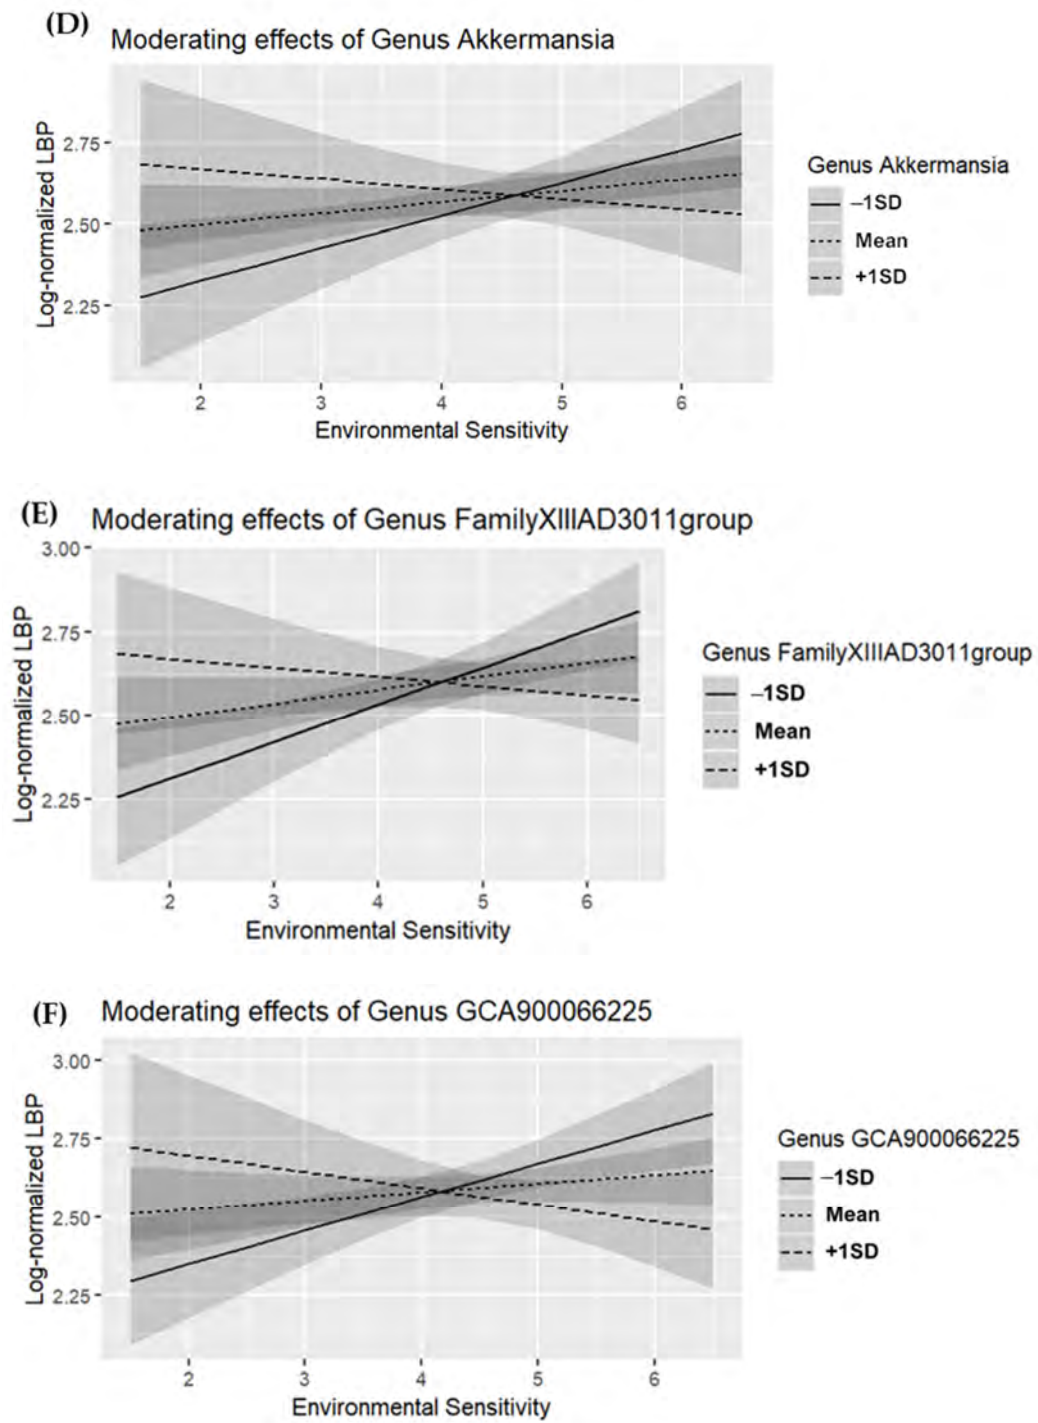 (D)
Moderating effects of Genus Akkermansia
Log-normalized LBP
2.75
2.50
2.25
2 3 4 5 6
Environmental Sensitivity
Genus Akkermansia
–1SD
Mean
+1SD
(E)
Moderating effects of Genus FamilyXIIIAD3011group
Log-normalized LBP
3.00
2.75
2.50
2.25
2 3 4 5 6
Environmental Sensitivity
Genus FamilyXIIIAD3011group
–1SD
Mean
+1SD
(F)
Moderating effects of Genus GCA900066225
Log-normalized LBP
3.00
2.75
2.50
2.25
2 3 4 5 6
Environmental Sensitivity
Genus GCA900066225
–1SD
Mean
+1SD